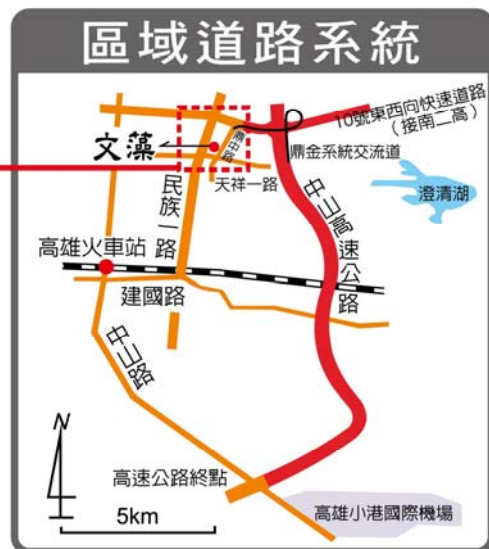 區域道路系統
10號東西向快速道路
（接南二高）
文藻
鼎中路
鼎金系統交流道
民族一路
天祥一路
中山高速公路
澄清湖
高雄火車站
建國路
中山路
N
高速公路終點
5km
高雄小港國際機場